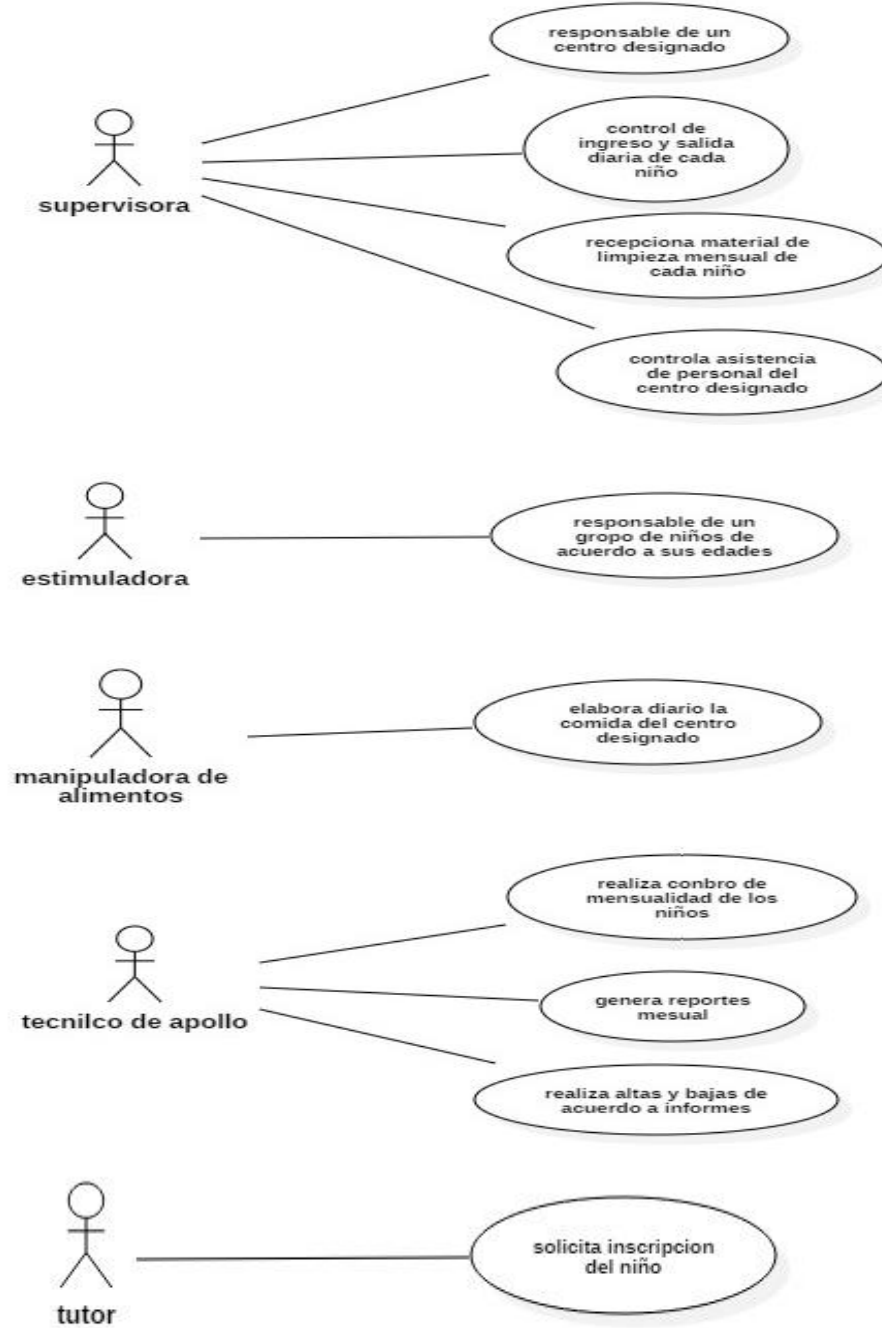 responsable de un
centro designado
control de
ingreso y salida
diaria de cada
niño
supervisora
recepciona material de
limpieza mensual de
cada niño
controla asistencia
de personal del
centro designado
responsable de un
gropo de niños de
acuerdo a sus edades
estimuladora
elabora diario la
comida del centro
designado
manipuladora de
alimentos
realiza conbro de
mensualidad de los
niños
tecnilco de apollo
genera reportes
mesual
realiza altas y bajas de
acuerdo a informes
solicita inscripcion
del niño
tutor